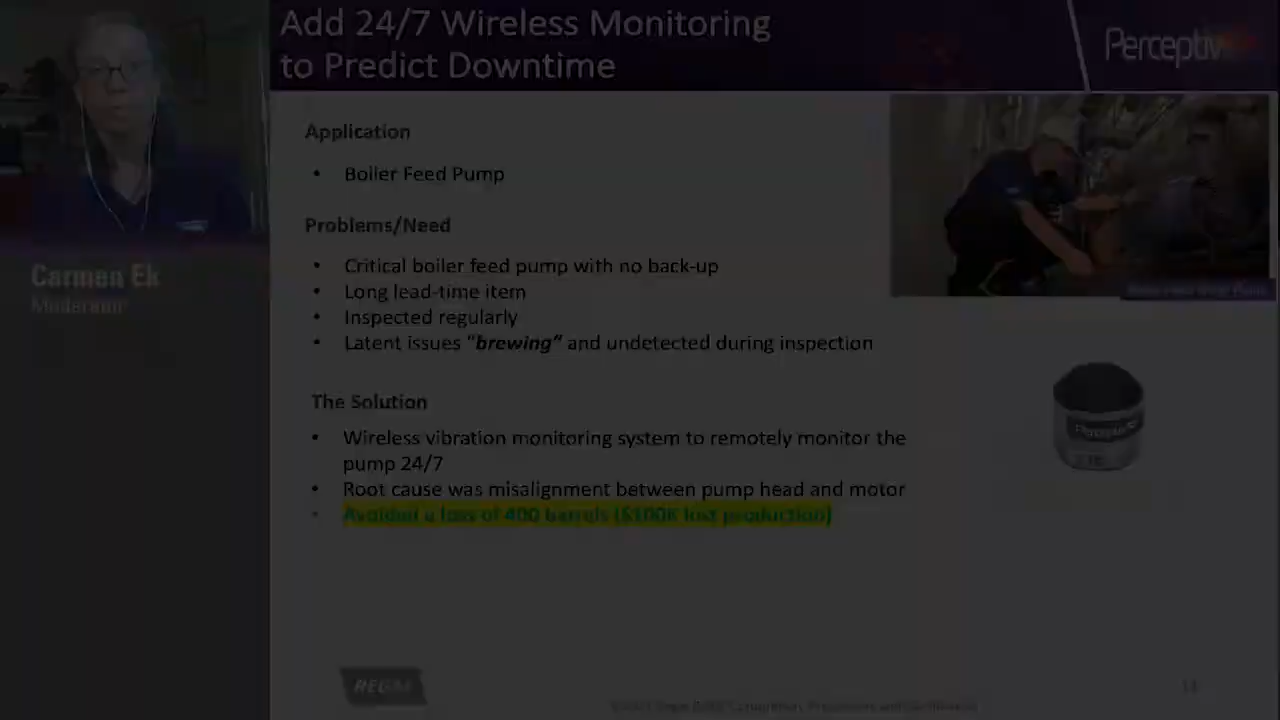 Add 24/7 Wireless Monitoring
to Predict Downtime
Perceptiv
Carmen Ek
Moderator
Application
• Boiler Feed Pump
Problems/Need
• Critical boiler feed pump with no back-up
• Long lead-time item
• Inspected regularly
• Latent issues "brewing" and undetected during inspection
The Solution
• Wireless vibration monitoring system to remotely monitor the
pump 24/7
• Root cause was misalignment between pump head and motor
• Avoided a loss of 400 barrels ($100K lost production)